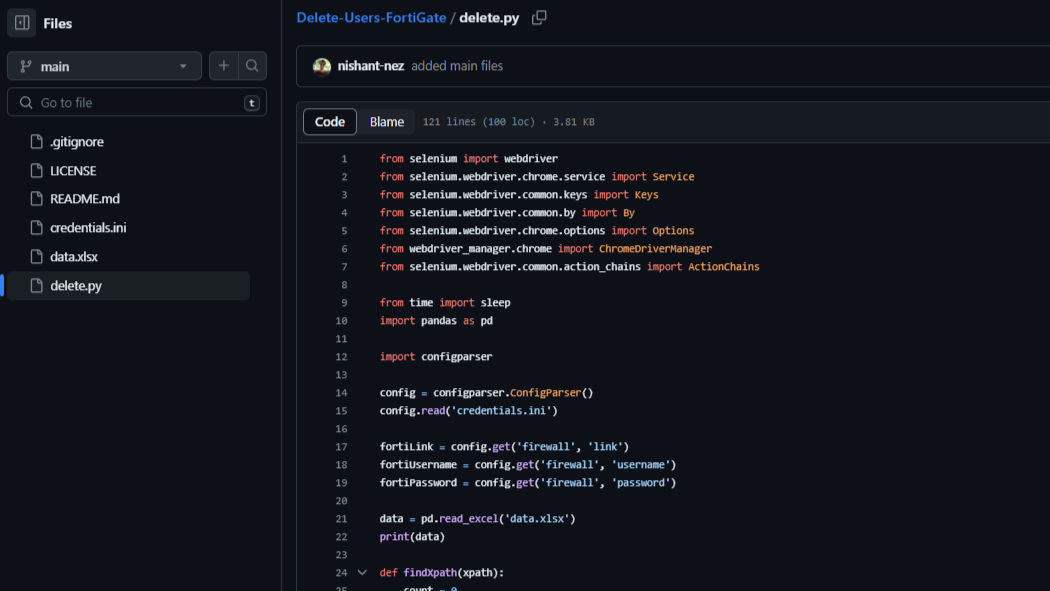 Files
main
Go to file
t
.gitignore
LICENSE
README.md
credentials.ini
data.xlsx
delete.py
Delete-Users-FortiGate / delete.py
nishant-nez added main files
Code Blame 121 lines (100 loc) · 3.81 KB
1 from selenium import webdriver
2 from selenium.webdriver.chrome.service import Service
3 from selenium.webdriver.common.keys import Keys
4 from selenium.webdriver.common.by import By
5 from selenium.webdriver.chrome.options import Options
6 from webdriver_manager.chrome import ChromeDriverManager
7 from selenium.webdriver.common.action_chains import ActionChains
8
9 from time import sleep
10 import pandas as pd
11
12 import configparser
13
14 config = configparser.ConfigParser()
15 config.read('credentials.ini')
16
17 fortiLink = config.get('firewall', 'link')
18 fortiUsername = config.get('firewall', 'username')
19 fortiPassword = config.get('firewall', 'password')
20
21 data = pd.read_excel('data.xlsx')
22 print(data)
23
24 def findXpath(xpath):
25 count = 0